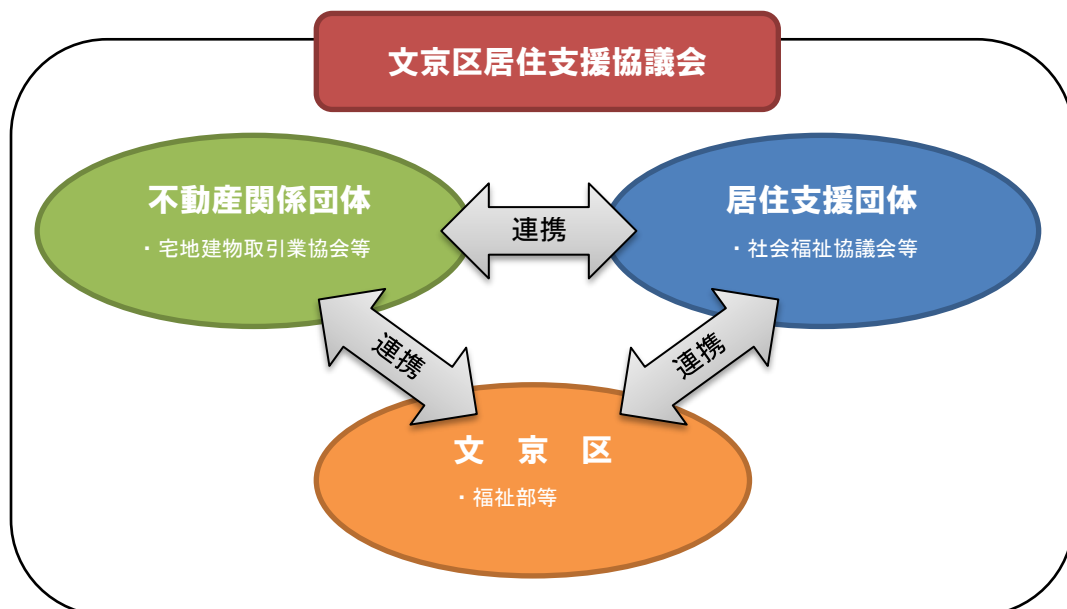 文京区居住支援協議会
不動産関係団体
・宅地建物取引業協会等
連携
居住支援団体
・社会福祉協議会等
連携
連携
文　京　区
・福祉部等